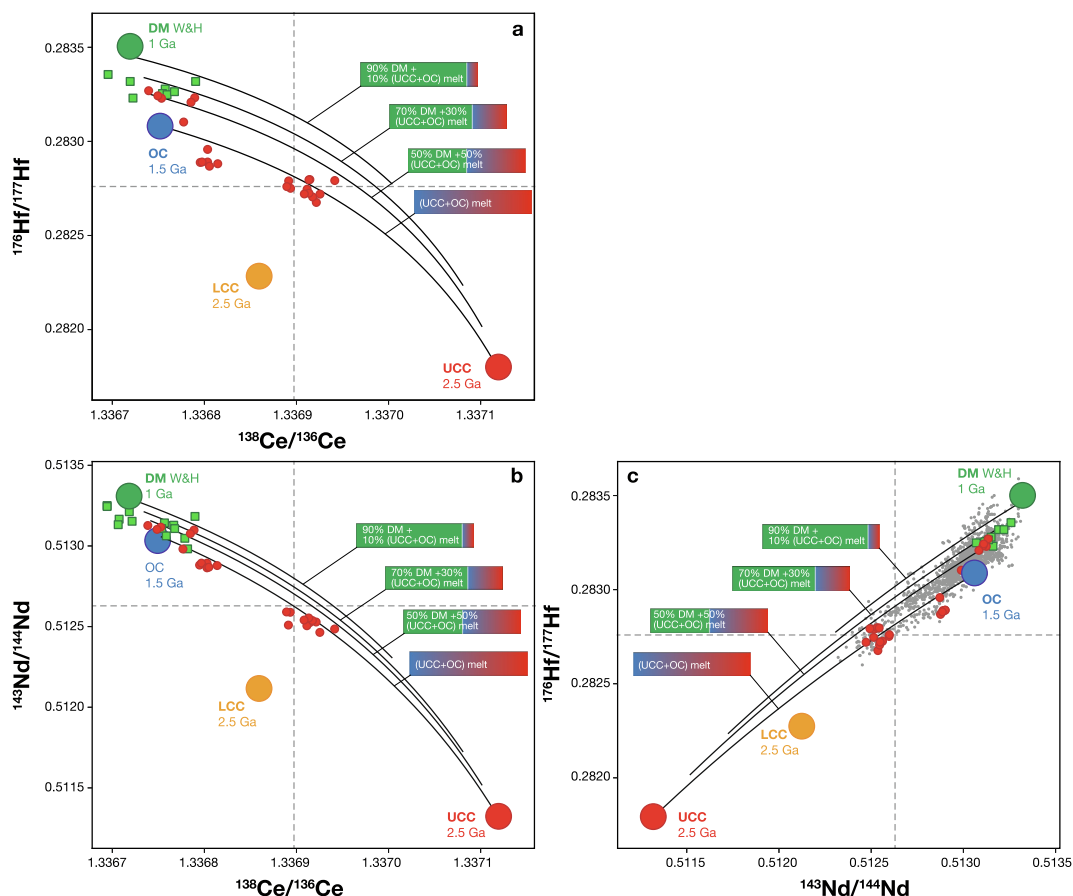 a
DM W&H
1 Ga
90% DM +
10% (UCC+OC) melt
70% DM +30%
(UCC+OC) melt
50% DM +50%
(UCC+OC) melt
(UCC+OC) melt
OC
1.5 Ga
LCC
2.5 Ga
UCC
2.5 Ga
0.2835
0.2830
0.2825
0.2820
176Hf/177Hf
1.3367
1.3368
1.3369
1.3370
1.3371
138Ce/136Ce
b
DM W&H
1 Ga
90% DM +
10% (UCC+OC) melt
70% DM +30%
(UCC+OC) melt
50% DM +50%
(UCC+OC) melt
(UCC+OC) melt
OC
1.5 Ga
LCC
2.5 Ga
UCC
2.5 Ga
0.5135
0.5130
0.5125
0.5120
0.5115
143Nd/144Nd
1.3367
1.3368
1.3369
1.3370
1.3371
138Ce/136Ce
c
DM W&H
1 Ga
90% DM +
10% (UCC+OC) melt
70% DM +30%
(UCC+OC) melt
50% DM +50%
(UCC+OC) melt
(UCC+OC) melt
OC
1.5 Ga
LCC
2.5 Ga
UCC
2.5 Ga
0.2835
0.2830
0.2825
0.2820
176Hf/177Hf
0.5115
0.5120
0.5125
0.5130
0.5135
143Nd/144Nd